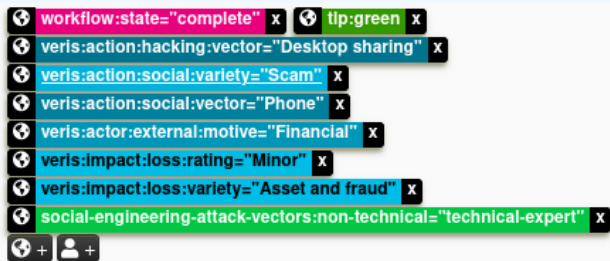 workflow:state="complete" x tlp:green x
veris:action:hacking:vector="Desktop sharing" x
veris:action:social:variety="Scam" x
veris:action:social:vector="Phone" x
veris:actor:external:motive="Financial" x
veris:impact:loss:rating="Minor" x
veris:impact:loss:variety="Asset and fraud" x
social-engineering-attack-vectors:non-technical="technical-expert" x
+ +